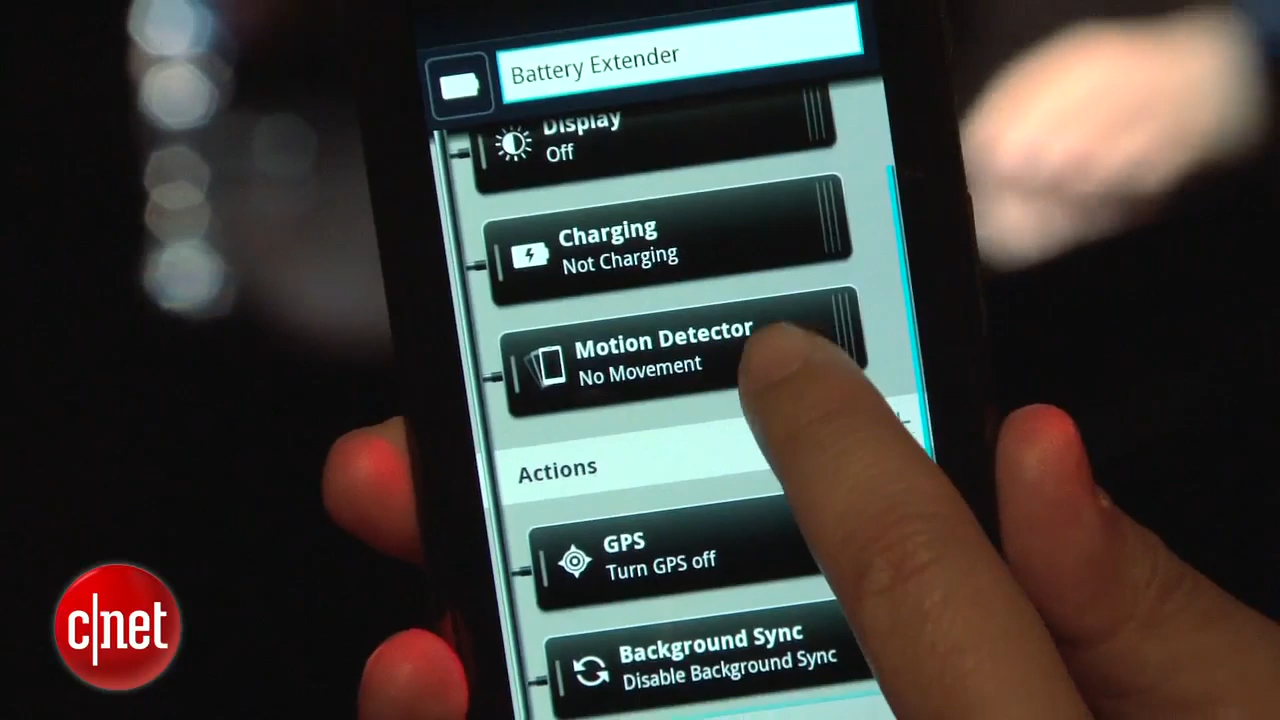 Battery Extender
Display
Off
Charging
Not Charging
Motion Detector
No Movement
Actions
GPS
Turn GPS off
Background Sync
Disable Background Sync
c|net